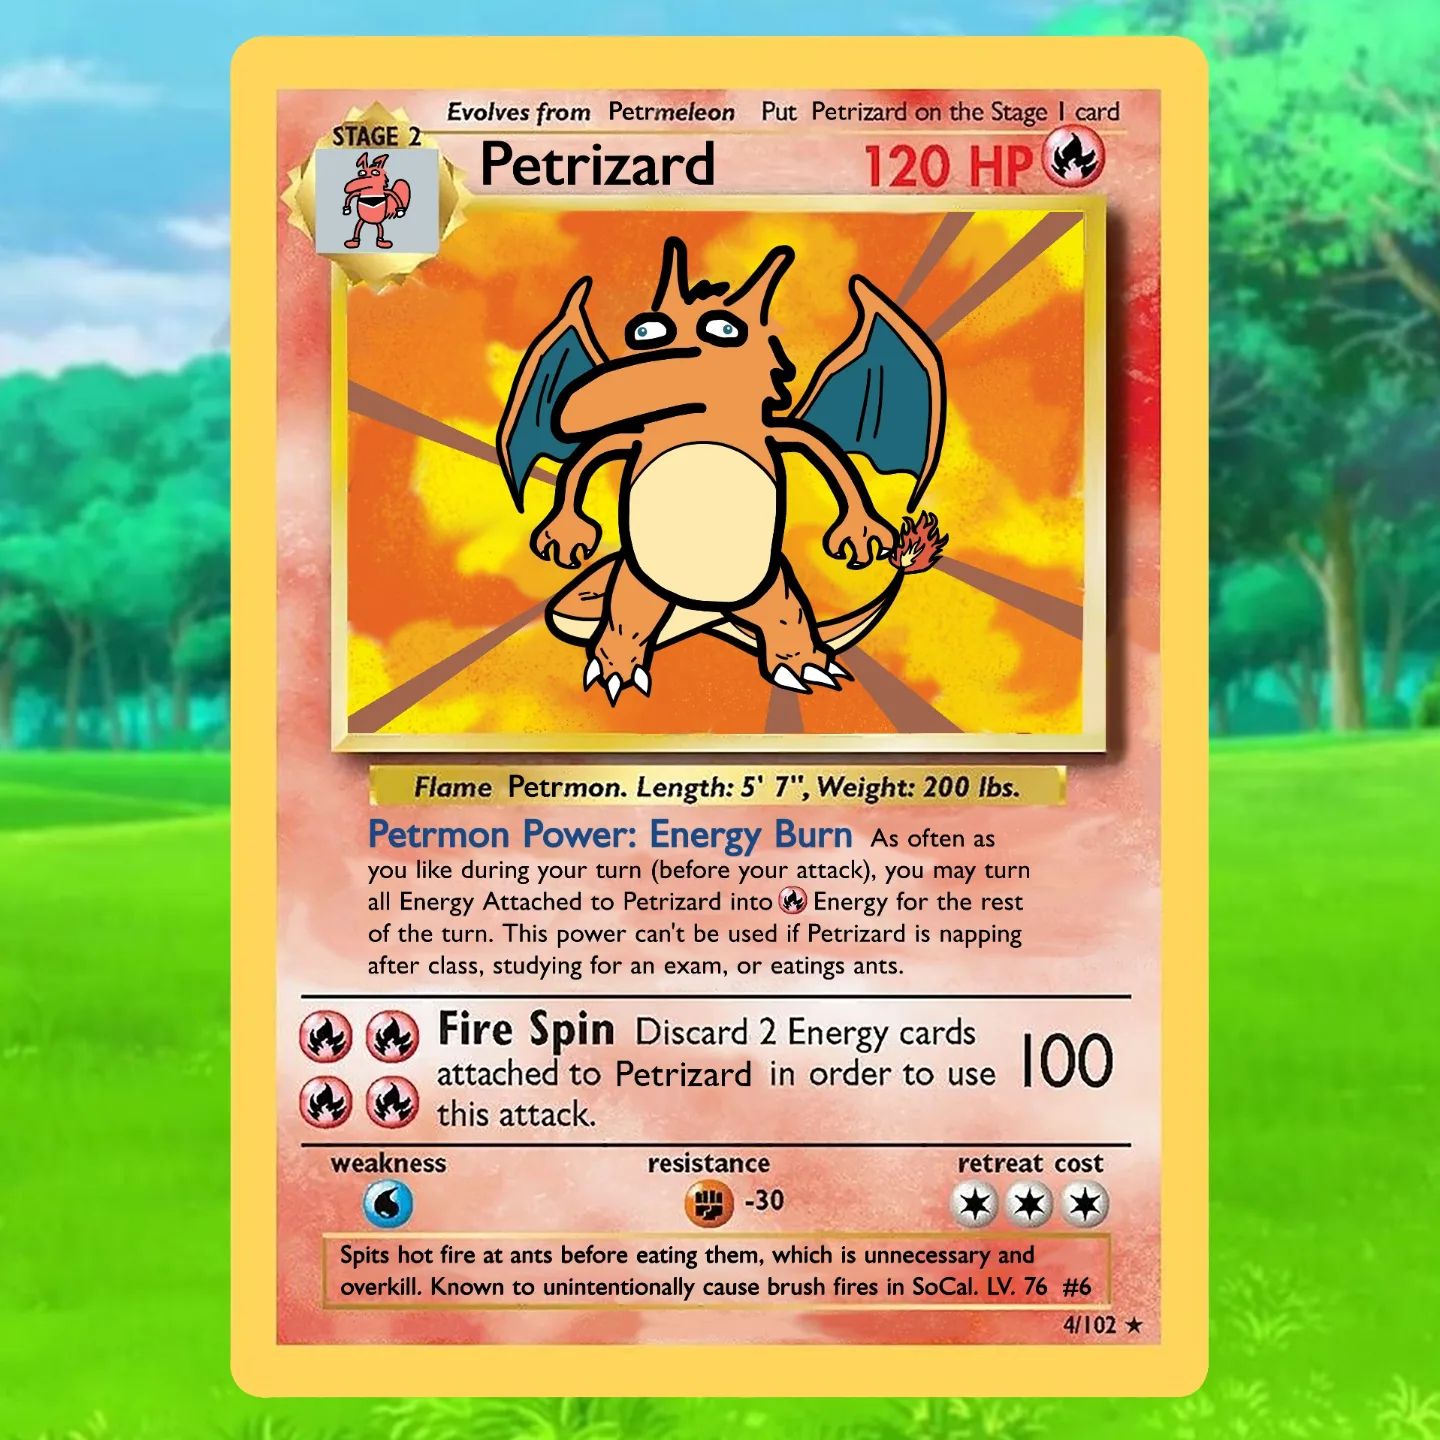 Evolves from Petrmeleon Put Petrizard on the Stage 1 card
STAGE 2
Petrizard 120 HP
Flame Petrmon. Length: 5' 7", Weight: 200 lbs.
Petrmon Power: Energy Burn As often as
you like during your turn (before your attack), you may turn
all Energy Attached to Petrizard into Energy for the rest
of the turn. This power can't be used if Petrizard is napping
after class, studying for an exam, or eatings ants.
Fire Spin Discard 2 Energy cards
attached to Petrizard in order to use 100
this attack.
weakness resistance retreat cost
-30
Spits hot fire at ants before eating them, which is unnecessary and
overkill. Known to unintentionally cause brush fires in SoCal. LV. 76 #6
4/102 ★